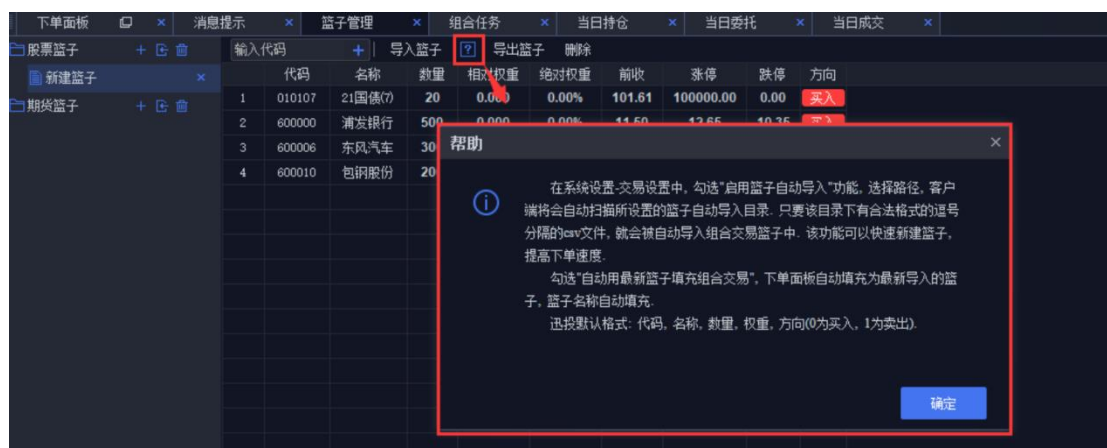 下单面板 消息提示 篮子管理 组合任务 当日持仓 当日委托 当日成交
股票篮子 输入代码 导入篮子 ? 导出篮子 删除
新建篮子 代码 名称 数量 相对权重 绝对权重 前收 涨停 跌停 方向
期货篮子
1 010107 21国债(7) 20 0.000 0.00% 101.61 100000.00 0.00 买入
2 600000 浦发银行 500 0.000 0.00% 11.50 12.65 10.35 买入
3 600006 东风汽车 30
4 600010 包钢股份 20
帮助
在系统设置-交易设置中, 勾选"启用篮子自动导入"功能, 选择路径, 客户
端将会自动扫描所设置的篮子自动导入目录. 只要该目录下有合法格式的逗号
分隔的csv文件, 就会被自动导入组合交易篮子中. 该功能可以快速新建篮子,
提高下单速度.
勾选"自动用最新篮子填充组合交易", 下单面板自动填充为最新导入的篮
子, 篮子名称自动填充.
迅投默认格式: 代码, 名称, 数量, 权重, 方向(0为买入, 1为卖出).
确定